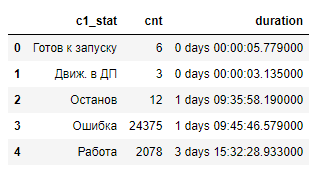 c1_stat cnt duration
0 Готов к запуску 6 0 days 00:00:05.779000
1 Движ. в ДП 3 0 days 00:00:03.135000
2 Останов 12 1 days 09:35:58.190000
3 Ошибка 24375 1 days 09:45:46.579000
4 Работа 2078 3 days 15:32:28.933000